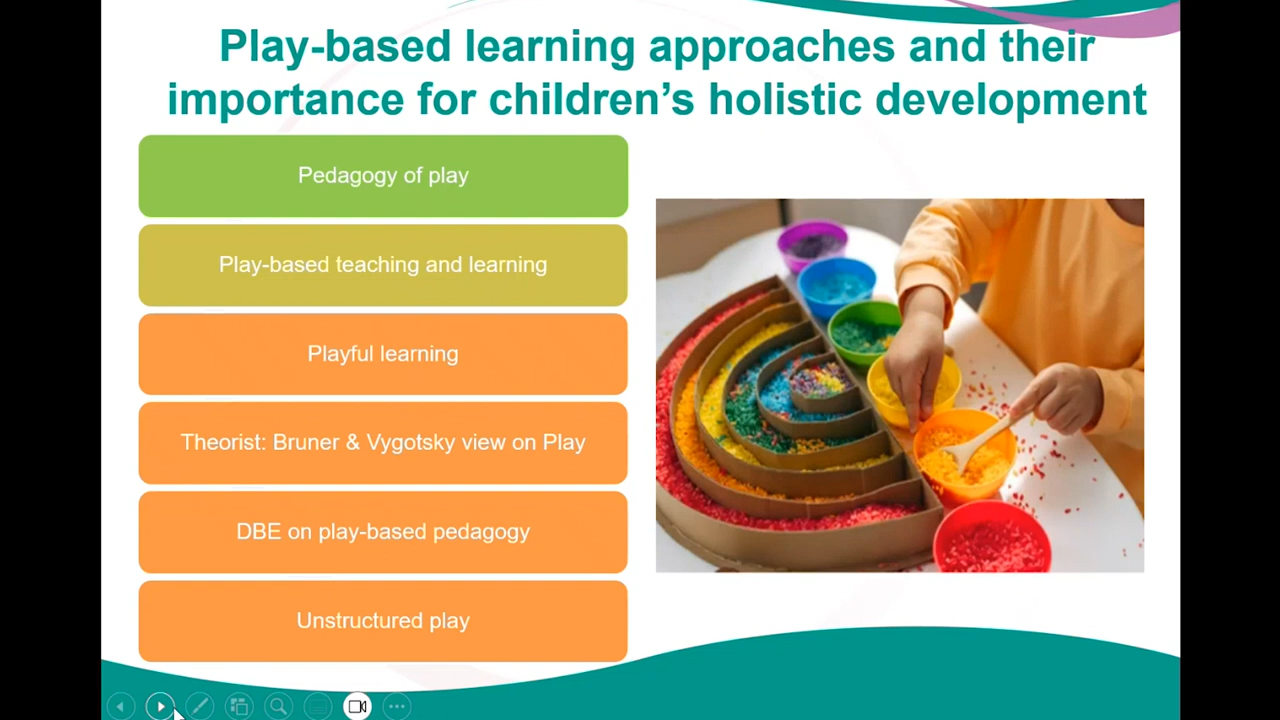 Play-based learning approaches and their
importance for children’s holistic development
Pedagogy of play
Play-based teaching and learning
Playful learning
Theorist: Bruner & Vygotsky view on Play
DBE on play-based pedagogy
Unstructured play